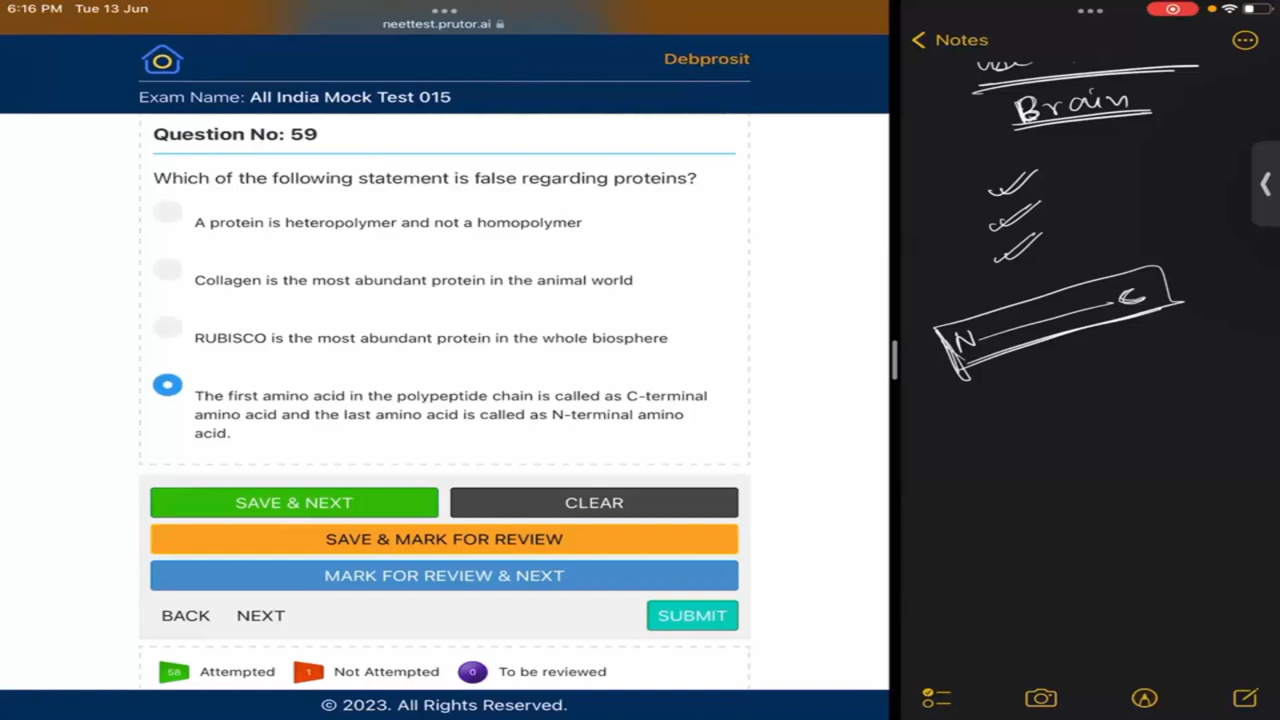 6:16 PM Tue 13 Jun
neettest.prutor.ai
Debprosit
Exam Name: All India Mock Test 015
Question No: 59
Which of the following statement is false regarding proteins?
A protein is heteropolymer and not a homopolymer
Collagen is the most abundant protein in the animal world
RUBISCO is the most abundant protein in the whole biosphere
The first amino acid in the polypeptide chain is called as C-terminal
amino acid and the last amino acid is called as N-terminal amino
acid.
SAVE & NEXT
CLEAR
SAVE & MARK FOR REVIEW
MARK FOR REVIEW & NEXT
BACK
NEXT
SUBMIT
58 Attempted
1 Not Attempted
0 To be reviewed
© 2023. All Rights Reserved.
Notes
Brain
N C